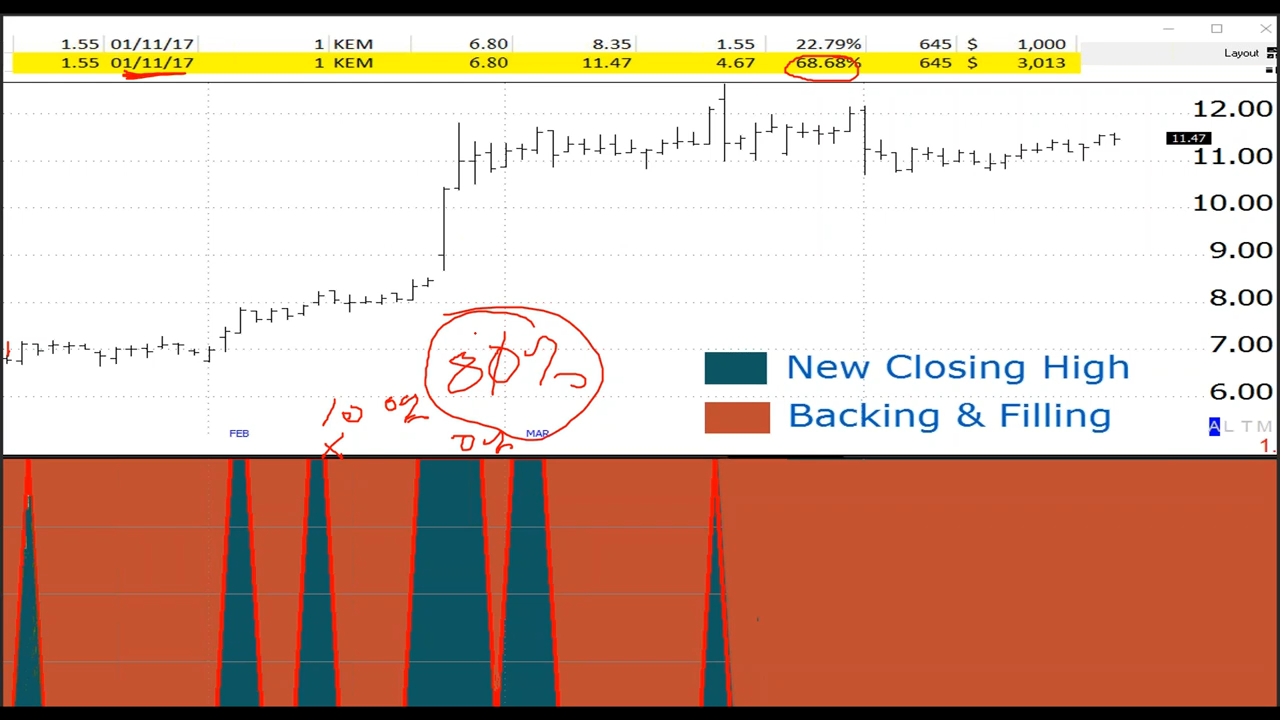 1.55 01/11/17 1 KEM 6.80 8.35 1.55 22.79% 645 $ 1,000
1.55 01/11/17 1 KEM 6.80 11.47 4.67 68.68% 645 $ 3,013
Layout
12.00
11.47
11.00
10.00
9.00
8.00
7.00
6.00
80%
New Closing High
Backing & Filling
10
FEB
MAR
A L T M
1.